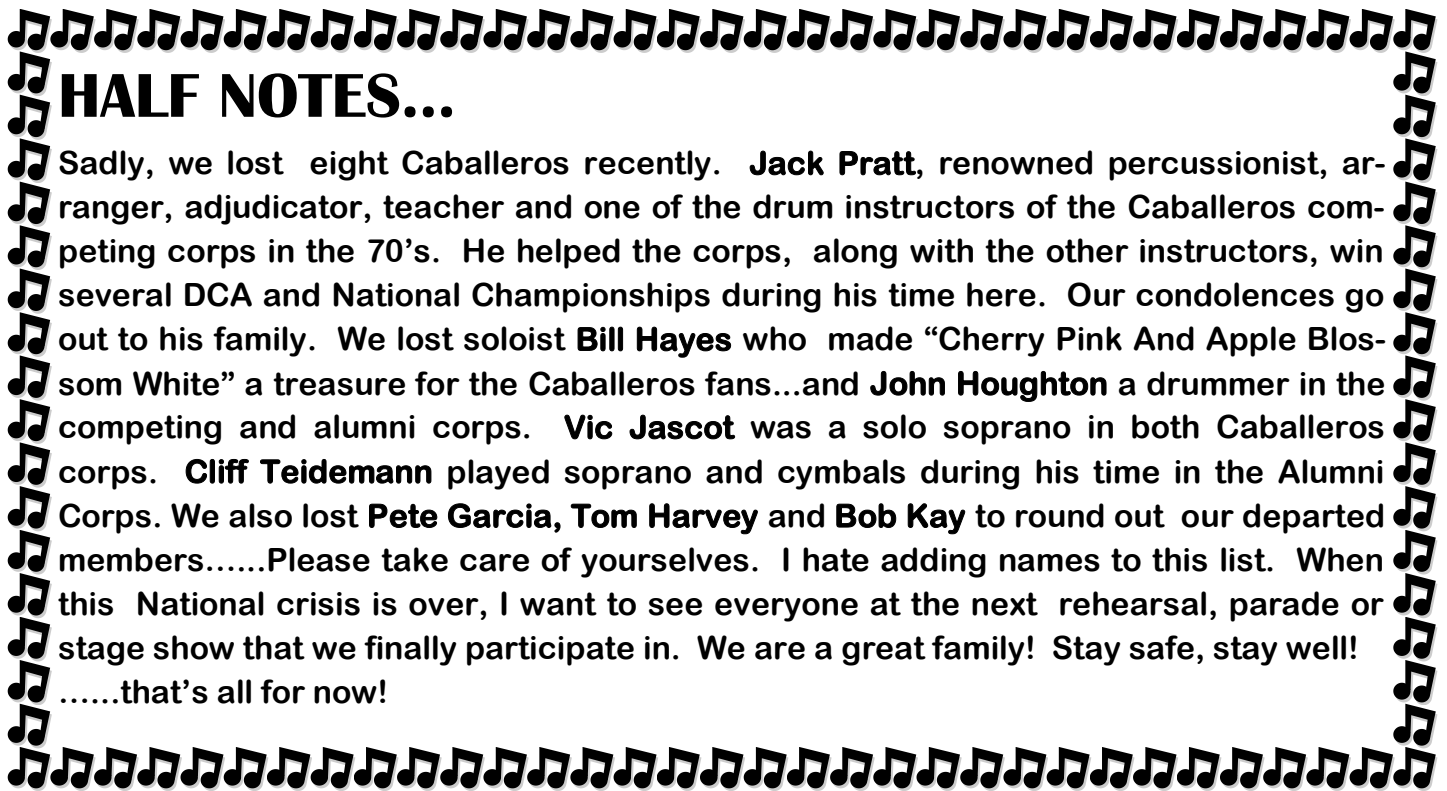 HALF NOTES...
Sadly, we lost eight Caballeros recently. Jack Pratt, renowned percussionist, ar-
ranger, adjudicator, teacher and one of the drum instructors of the Caballeros com-
peting corps in the 70’s. He helped the corps, along with the other instructors, win
several DCA and National Championships during his time here. Our condolences go
out to his family. We lost soloist Bill Hayes who made “Cherry Pink And Apple Blos-
som White” a treasure for the Caballeros fans...and John Houghton a drummer in the
competing and alumni corps. Vic Jascot was a solo soprano in both Caballeros
corps. Cliff Teidemann played soprano and cymbals during his time in the Alumni
Corps. We also lost Pete Garcia, Tom Harvey and Bob Kay to round out our departed
members......Please take care of yourselves. I hate adding names to this list. When
this National crisis is over, I want to see everyone at the next rehearsal, parade or
stage show that we finally participate in. We are a great family! Stay safe, stay well!
......that’s all for now!